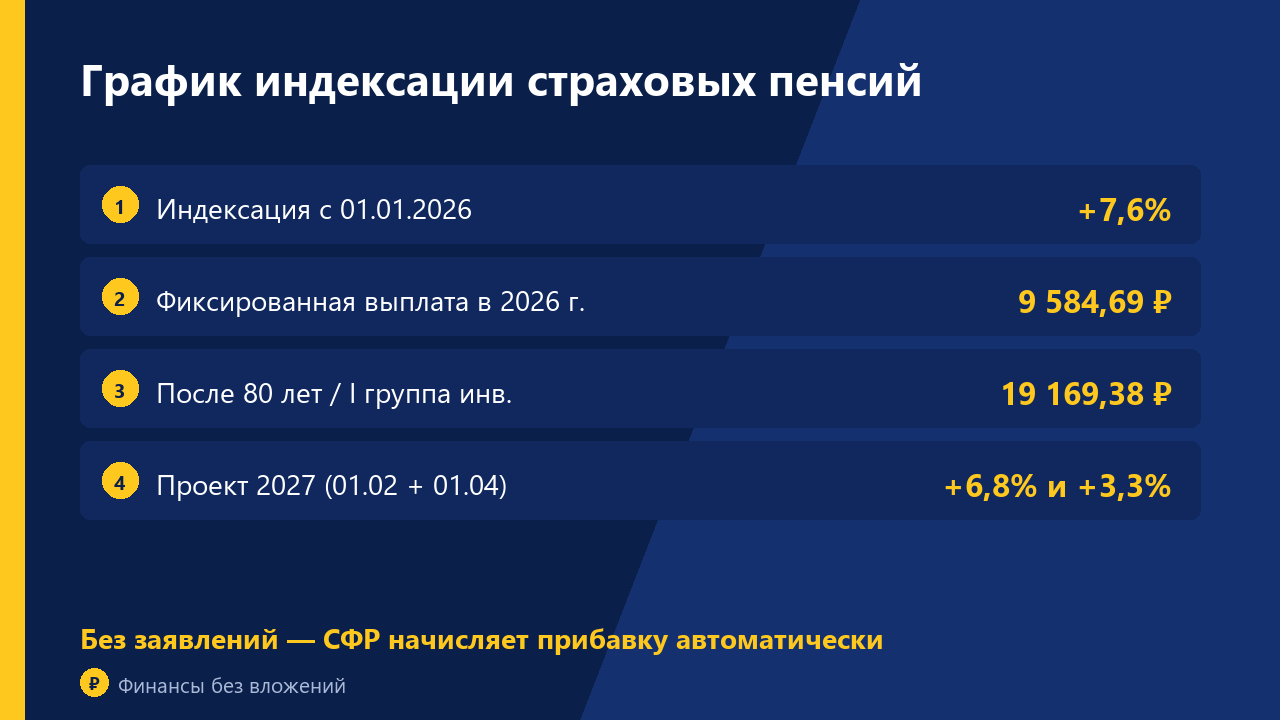 График индексации страховых пенсий
1 Индексация с 01.01.2026 +7,6%
2 Фиксированная выплата в 2026 г. 9 584,69 ₽
3 После 80 лет / I группа инв. 19 169,38 ₽
4 Проект 2027 (01.02 + 01.04) +6,8% и +3,3%
Без заявлений — СФР начисляет прибавку автоматически
₽ Финансы без вложений